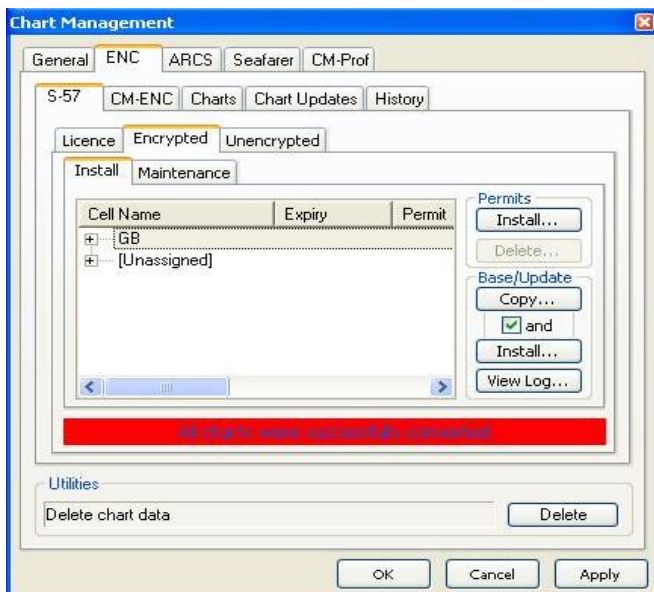 Chart Management
General ENC ARCS Seafarer CM-Prof
S-57 CM-ENC Charts Chart Updates History
Licence Encrypted Unencrypted
Install Maintenance
Cell Name Expiry Permit
GB
[Unassigned]
Permits
Install...
Delete...
Base/Update
Copy...
and
Install...
View Log...
All charts were successfully converted
Utilities
Delete chart data
Delete
OK Cancel Apply